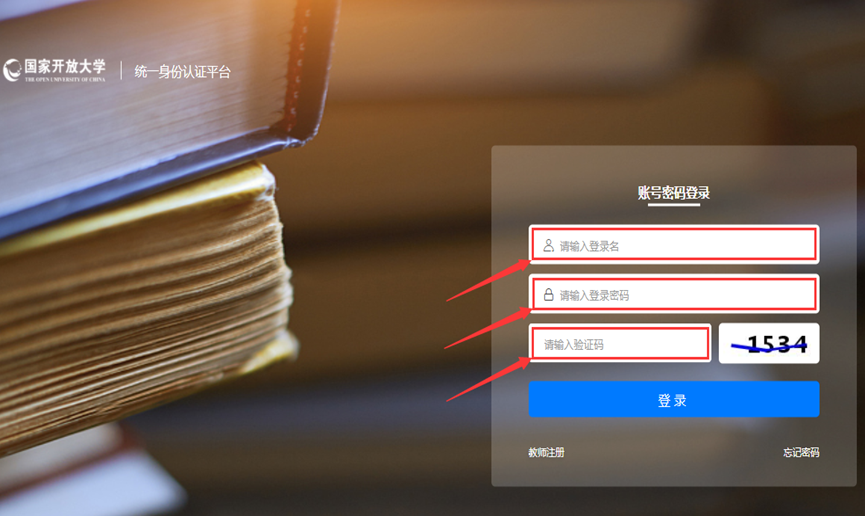 国家开放大学
THE OPEN UNIVERSITY OF CHINA
统一身份认证平台
账号密码登录
请输入登录名
请输入登录密码
请输入验证码
1534
登 录
教师注册
忘记密码